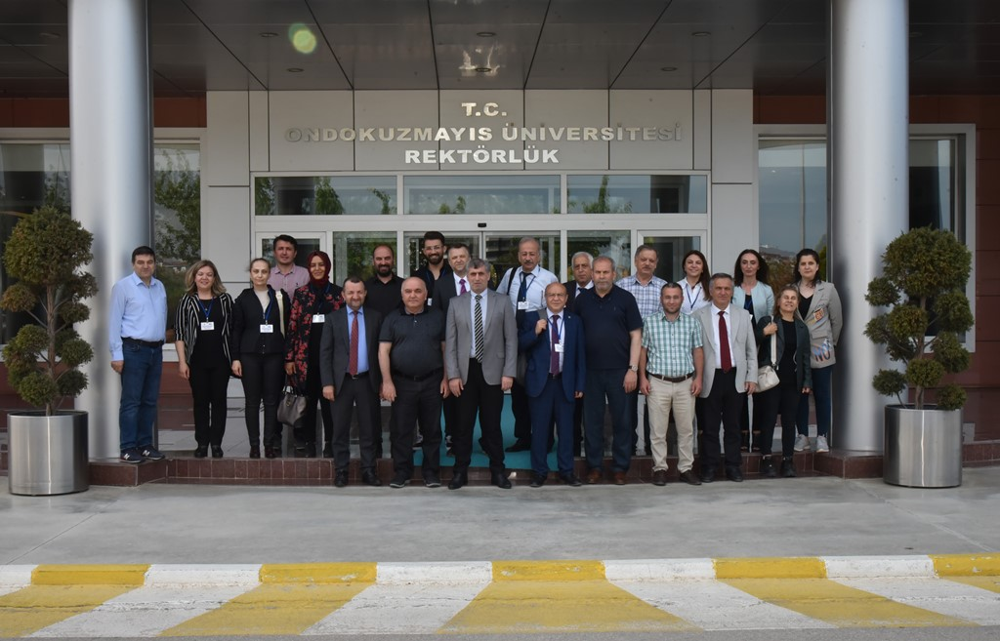 T.C.
ONDOKUZMAYIS ÜNİVERSİTESİ
REKTÖRLÜK